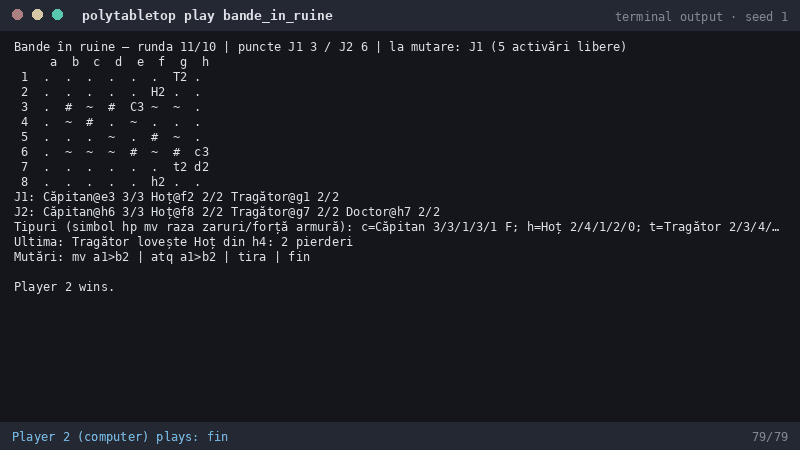 polytabletop play bande_in_ruine
terminal output · seed 1
Bande în ruine — runda 11/10 | puncte J1 3 / J2 6 | la mutare: J1 (5 activări libere)
a b c d e f g h
1 . . . . . . T2 .
2 . . . . . H2 . .
3 . # ~ # C3 ~ ~ .
4 . ~ # . ~ . . .
5 . . . ~ . # ~ .
6 . ~ ~ ~ # ~ # c3
7 . . . . . . t2 d2
8 . . . . . h2 . .
J1: Căpitan@e3 3/3 Hoț@f2 2/2 Tragător@g1 2/2
J2: Căpitan@h6 3/3 Hoț@f8 2/2 Tragător@g7 2/2 Doctor@h7 2/2
Tipuri (simbol hp mv raza zaruri/forță armură): c=Căpitan 3/3/1/3/1 F; h=Hoț 2/4/1/2/0; t=Tragător 2/3/4/…
Ultima: Tragător lovește Hoț din h4: 2 pierderi
Mutări: mv a1>b2 | atq a1>b2 | tira | fin
Player 2 wins.
Player 2 (computer) plays: fin
79/79